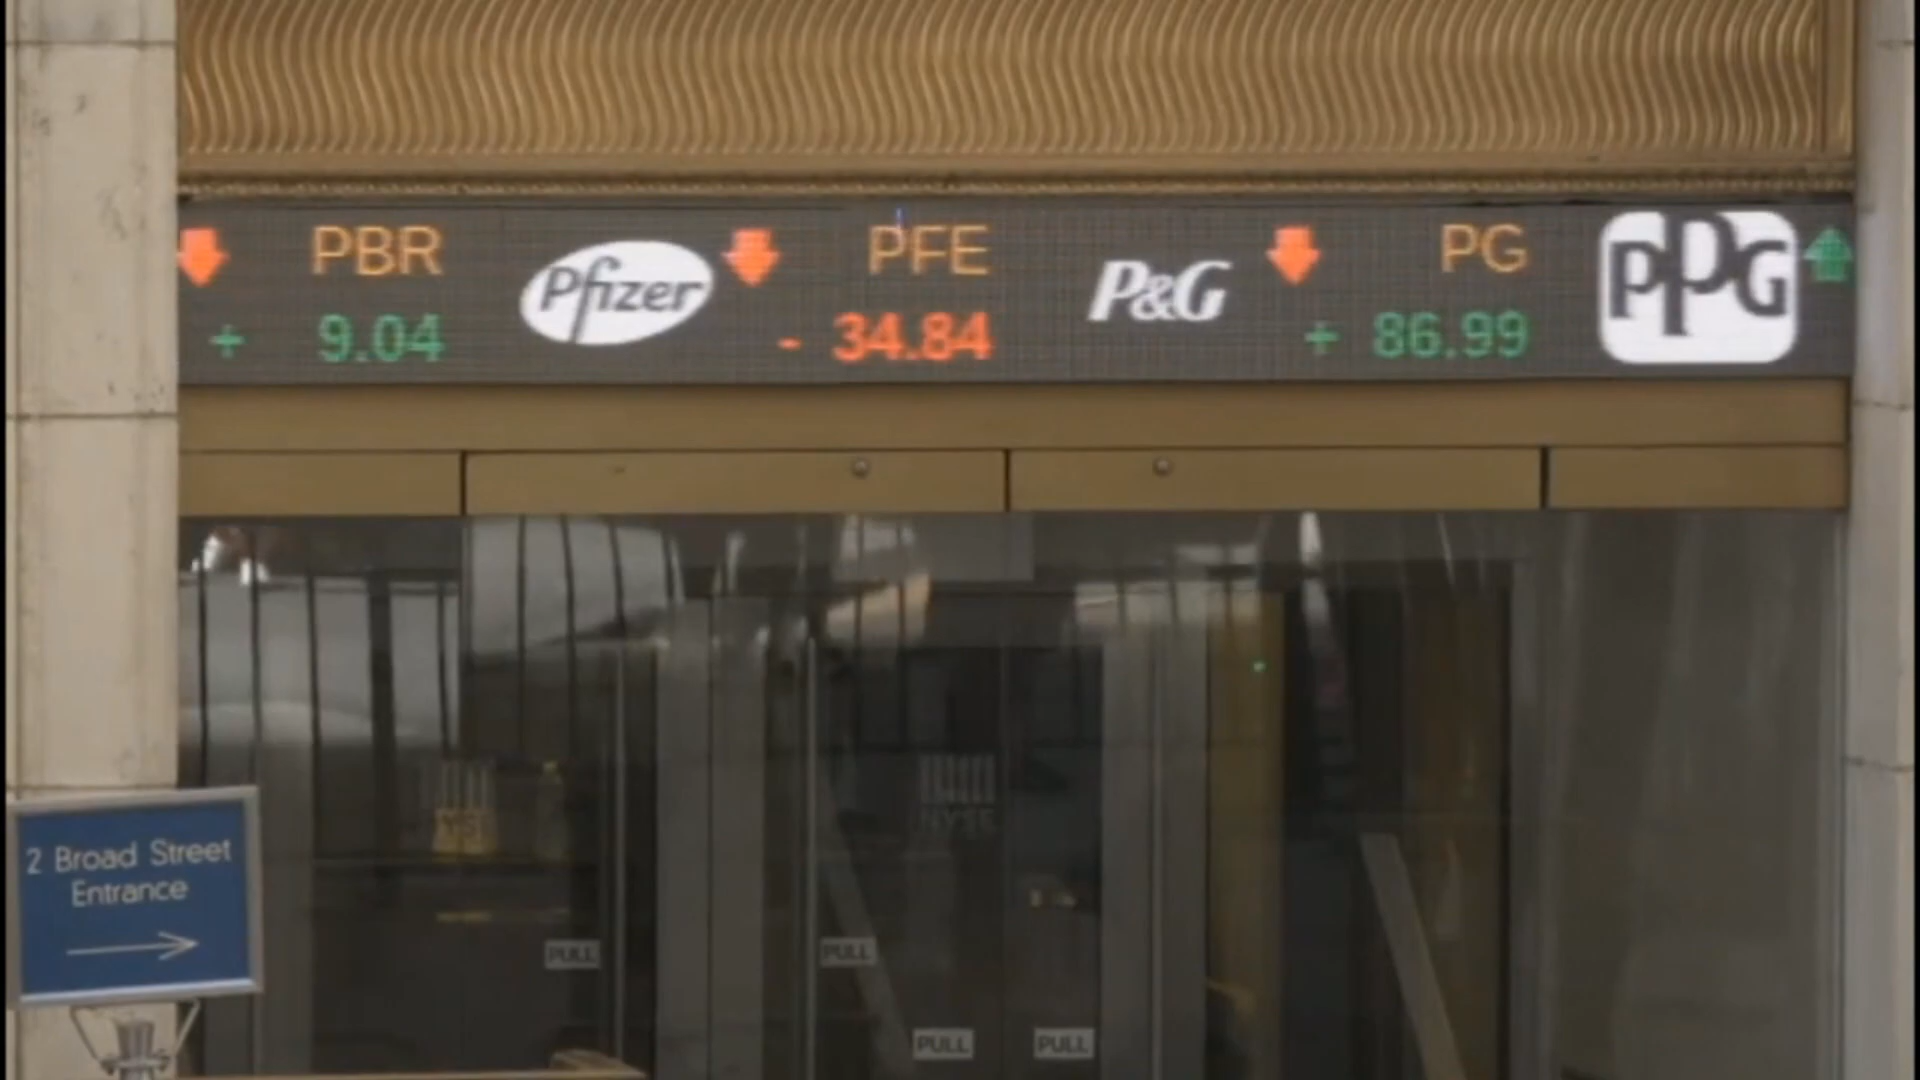 PBR
+ 9.04
Pfizer
PFE
- 34.84
P&G
PG
+ 86.99
PPG
2 Broad Street
Entrance
NYSE
PULL
PULL
PULL
PULL